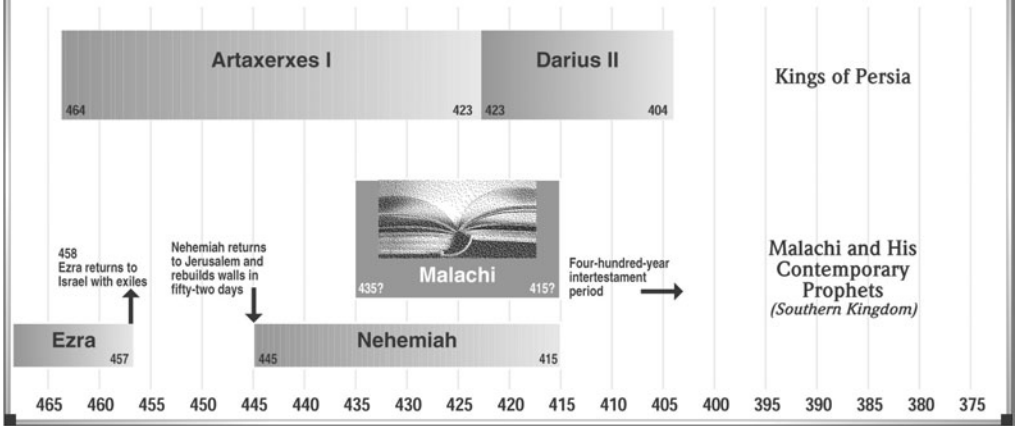 Artaxerxes I
464
423
Darius II
423
404
Kings of Persia
458
Ezra returns to
Israel with exiles
Nehemiah returns
to Jerusalem and
rebuilds walls in
fifty-two days
Malachi
435?
415?
Four-hundred-year
intertestament
period
Malachi and His
Contemporary
Prophets
(Southern Kingdom)
Ezra
457
Nehemiah
445
415
465 460 455 450 445 440 435 430 425 420 415 410 405 400 395 390 385 380 375